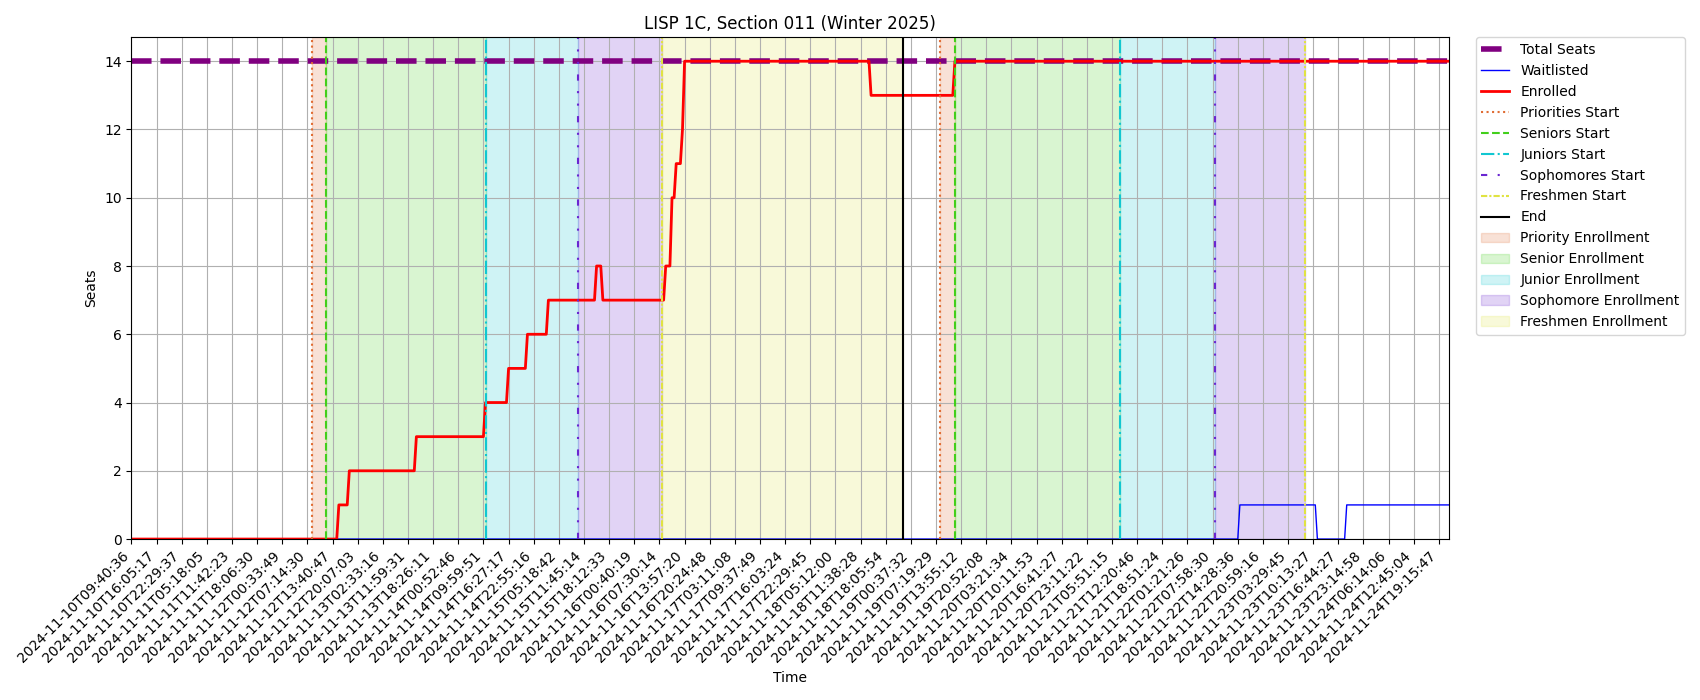 LISP 1C, Section 011 (Winter 2025)
14
12
10
8
6
4
2
0
Seats
2024-11-10T09:40:36
2024-11-10T16:05:17
2024-11-10T22:29:37
2024-11-11T05:18:05
2024-11-11T11:42:23
2024-11-11T18:06:30
2024-11-12T00:33:49
2024-11-12T07:14:30
2024-11-12T13:40:47
2024-11-12T20:07:03
2024-11-13T02:33:16
2024-11-13T11:59:31
2024-11-13T18:26:11
2024-11-14T00:52:46
2024-11-14T09:59:51
2024-11-14T16:27:17
2024-11-14T22:55:16
2024-11-15T05:18:42
2024-11-15T11:45:14
2024-11-15T18:12:33
2024-11-16T00:40:19
2024-11-16T07:30:14
2024-11-16T13:57:20
2024-11-16T20:24:48
2024-11-17T03:11:08
2024-11-17T09:37:49
2024-11-17T16:03:24
2024-11-17T22:29:45
2024-11-18T05:12:00
2024-11-18T11:38:28
2024-11-18T18:05:54
2024-11-19T00:37:32
2024-11-19T07:19:29
2024-11-19T13:55:12
2024-11-19T20:52:08
2024-11-20T03:21:34
2024-11-20T10:11:53
2024-11-20T16:41:27
2024-11-20T23:11:22
2024-11-21T05:51:15
2024-11-21T12:20:46
2024-11-21T18:51:24
2024-11-22T01:21:26
2024-11-22T07:58:30
2024-11-22T14:28:36
2024-11-22T20:59:16
2024-11-23T03:29:45
2024-11-23T10:13:27
2024-11-23T16:44:27
2024-11-23T23:14:58
2024-11-24T06:14:06
2024-11-24T12:45:04
2024-11-24T19:15:47
Time
Total Seats
Waitlisted
Enrolled
Priorities Start
Seniors Start
Juniors Start
Sophomores Start
Freshmen Start
End
Priority Enrollment
Senior Enrollment
Junior Enrollment
Sophomore Enrollment
Freshmen Enrollment